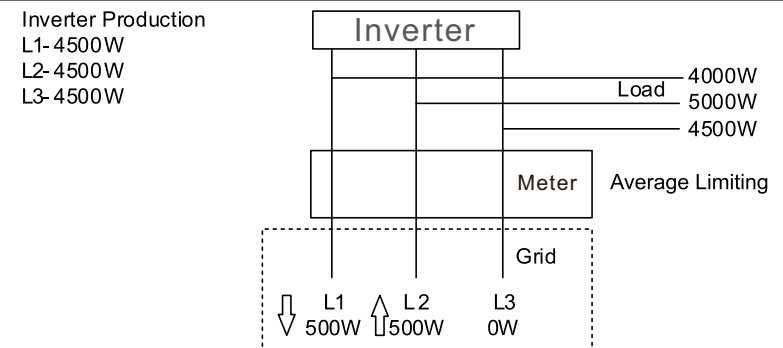 Inverter Production
L1- 4500W
L2- 4500W
L3- 4500W
Inverter
Load
4000W
5000W
4500W
Meter
Average Limiting
Grid
L1 L2 L3
500W 500W 0W